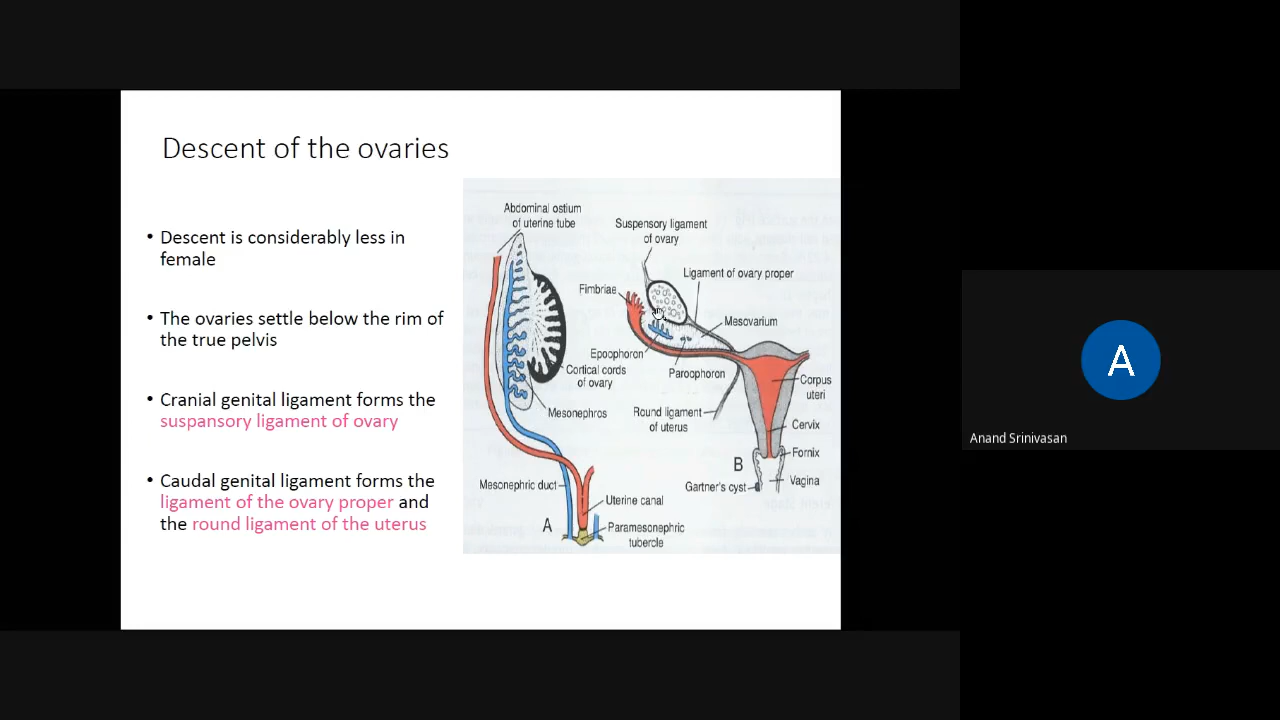 Descent of the ovaries
• Descent is considerably less in
female
• The ovaries settle below the rim of
the true pelvis
• Cranial genital ligament forms the
suspansory ligament of ovary
• Caudal genital ligament forms the
ligament of the ovary proper and
the round ligament of the uterus
Abdominal ostium
of uterine tube
Cortical cords
of ovary
Mesonephros
Mesonephric duct
Uterine canal
A
Paramesonephric
tubercle
Suspensory ligament
of ovary
Ligament of ovary proper
Fimbriae
Mesovarium
Epoophoron
Paroophoron
Corpus
uteri
Round ligament
of uterus
Cervix
Fornix
B
Vagina
Gartner's cyst
A
Anand Srinivasan